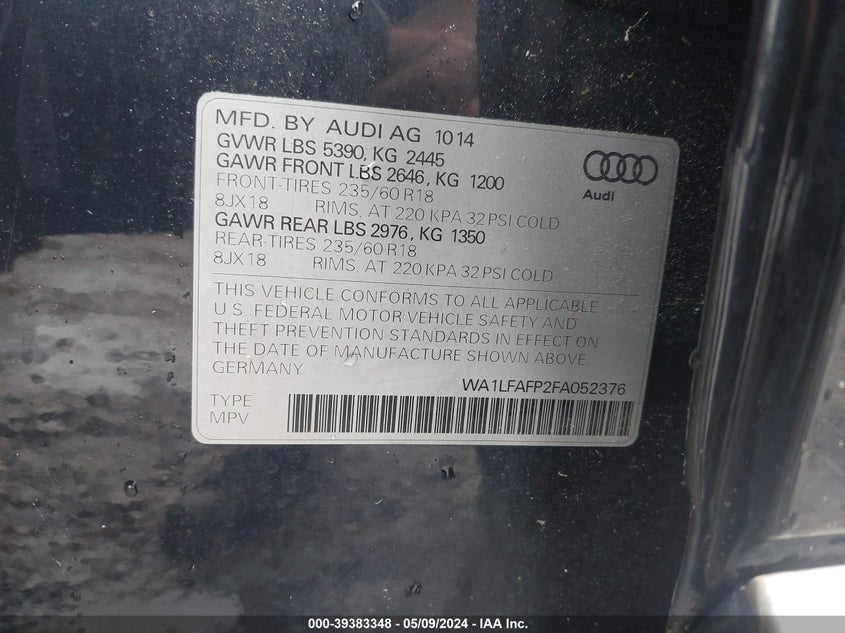 MFD. BY AUDI AG 1014
GVWR LBS 5390, KG 2445
GAWR FRONT LBS 2646, KG 1200
FRONT-TIRES 235/60 R18
8JX18 RIMS, AT 220 KPA 32 PSI COLD
GAWR REAR LBS 2976, KG 1350
REAR-TIRES 235/60 R18
8JX18 RIMS, AT 220 KPA 32 PSI COLD
Audi
THIS VEHICLE CONFORMS TO ALL APPLICABLE
U.S. FEDERAL MOTOR VEHICLE SAFETY AND
THEFT PREVENTION STANDARDS IN EFFECT ON
THE DATE OF MANUFACTURE SHOWN ABOVE.
GERMANY
WA1LFAFP2FA052376
TYPE
MPV
000-39383348 - 05/09/2024 - IAA Inc.